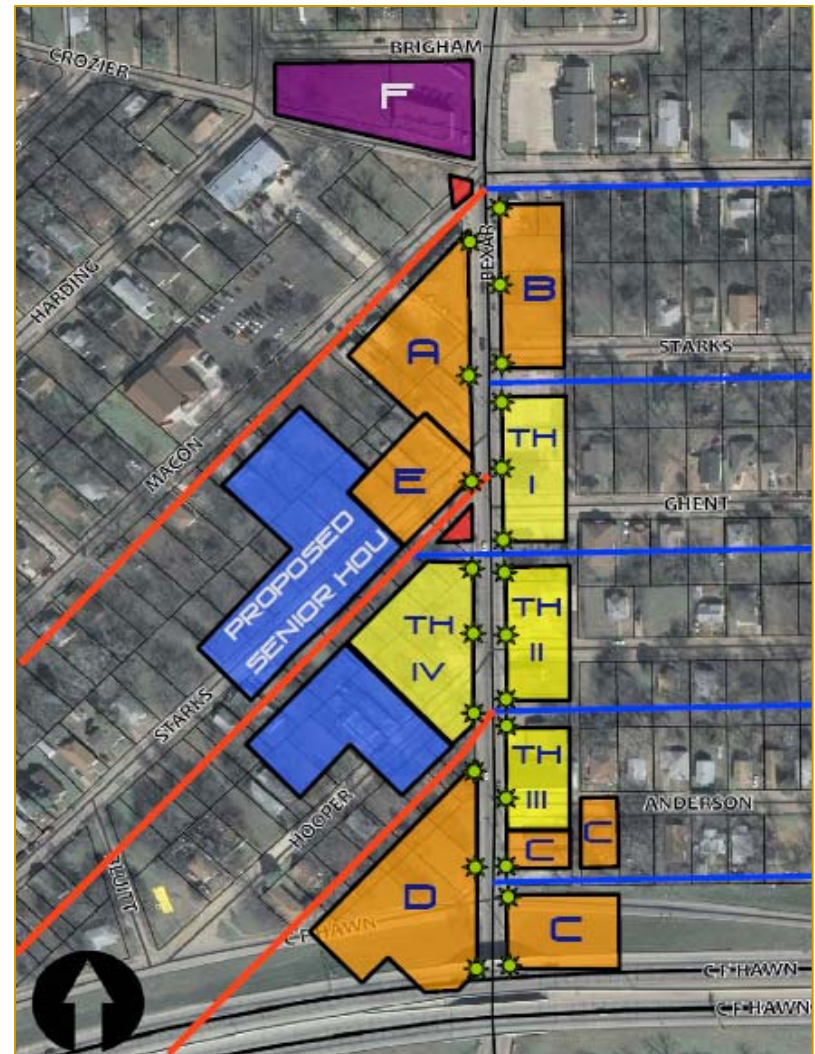 BRIGHAM
CROZIER
F
HARDING
BEXAR
B
STARKS
A
MACON
TH
I
E
GHENT
PROPOSED
SENIOR HOU
TH
II
TH
IV
STARKS
TH
III
ANDERSON
HOOPER
C
C
BLUITT
D
C
C F HAWN
C F HAWN
C F HAWN